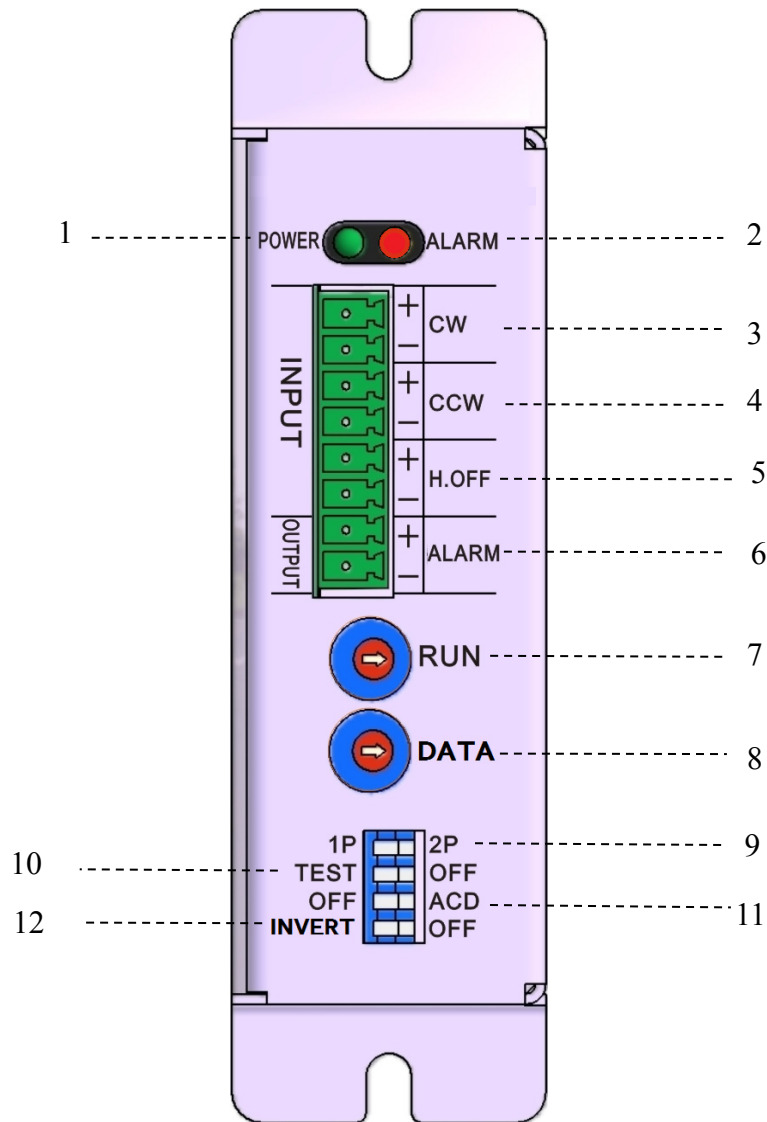 1 POWER ALARM 2
INPUT
+ CW 3
−
+ CCW 4
−
+ H.OFF 5
−
OUTPUT
+ ALARM 6
−
RUN 7
DATA 8
1P 2P 9
10 TEST OFF
OFF ACD 11
12 INVERT OFF